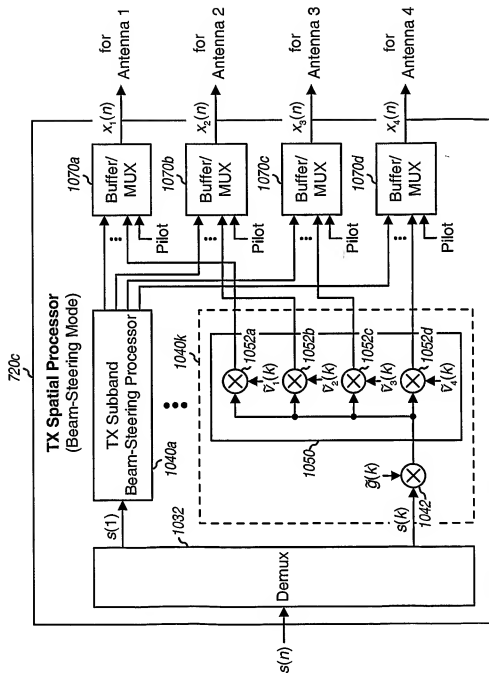 720c
TX Spatial Processor
(Beam-Steering Mode)
s(n)
Demux
1032
s(1)
s(k)
TX Subband
Beam-Steering Processor
1040a
1040k
g̃(k)
1042
1050
1052a
ṽ₁(k)
1052b
ṽ₂(k)
1052c
ṽ₃(k)
1052d
ṽ₄(k)
1070a
Buffer/
MUX
Pilot
x₁(n)
for
Antenna 1
1070b
Buffer/
MUX
Pilot
x₂(n)
for
Antenna 2
1070c
Buffer/
MUX
Pilot
x₃(n)
for
Antenna 3
1070d
Buffer/
MUX
Pilot
x₄(n)
for
Antenna 4